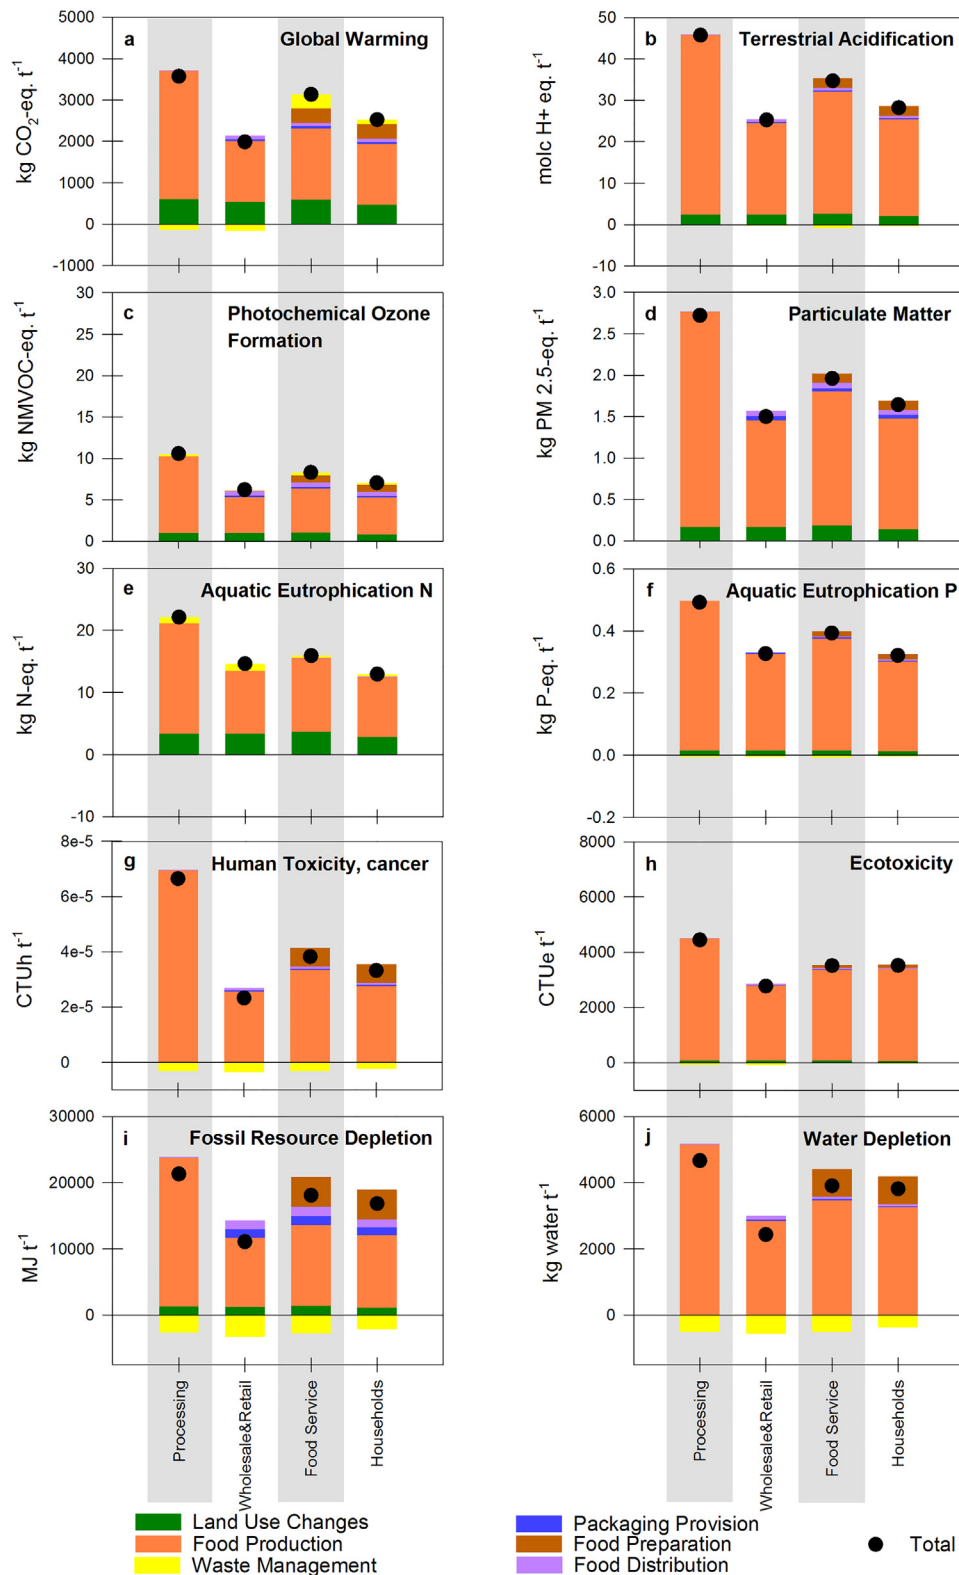 a Global Warming
kg CO2-eq. t-1
5000
4000
3000
2000
1000
0
-1000
b Terrestrial Acidification
molc H+ eq. t-1
50
40
30
20
10
0
-10
c Photochemical Ozone
Formation
kg NMVOC-eq. t-1
30
25
20
15
10
5
0
d Particulate Matter
kg PM 2.5-eq. t-1
3.0
2.5
2.0
1.5
1.0
0.5
0.0
e Aquatic Eutrophication N
kg N-eq. t-1
30
20
10
0
-10
f Aquatic Eutrophication P
kg P-eq. t-1
0.6
0.4
0.2
0.0
-0.2
g Human Toxicity, cancer
CTUh t-1
8e-5
6e-5
4e-5
2e-5
0
h Ecotoxicity
CTUe t-1
8000
6000
4000
2000
0
i Fossil Resource Depletion
MJ t-1
30000
20000
10000
0
j Water Depletion
kg water t-1
6000
4000
2000
0
Processing
Wholesale&Retail
Food Service
Households
Processing
Wholesale&Retail
Food Service
Households
Land Use Changes
Food Production
Waste Management
Packaging Provision
Food Preparation
Food Distribution
Total